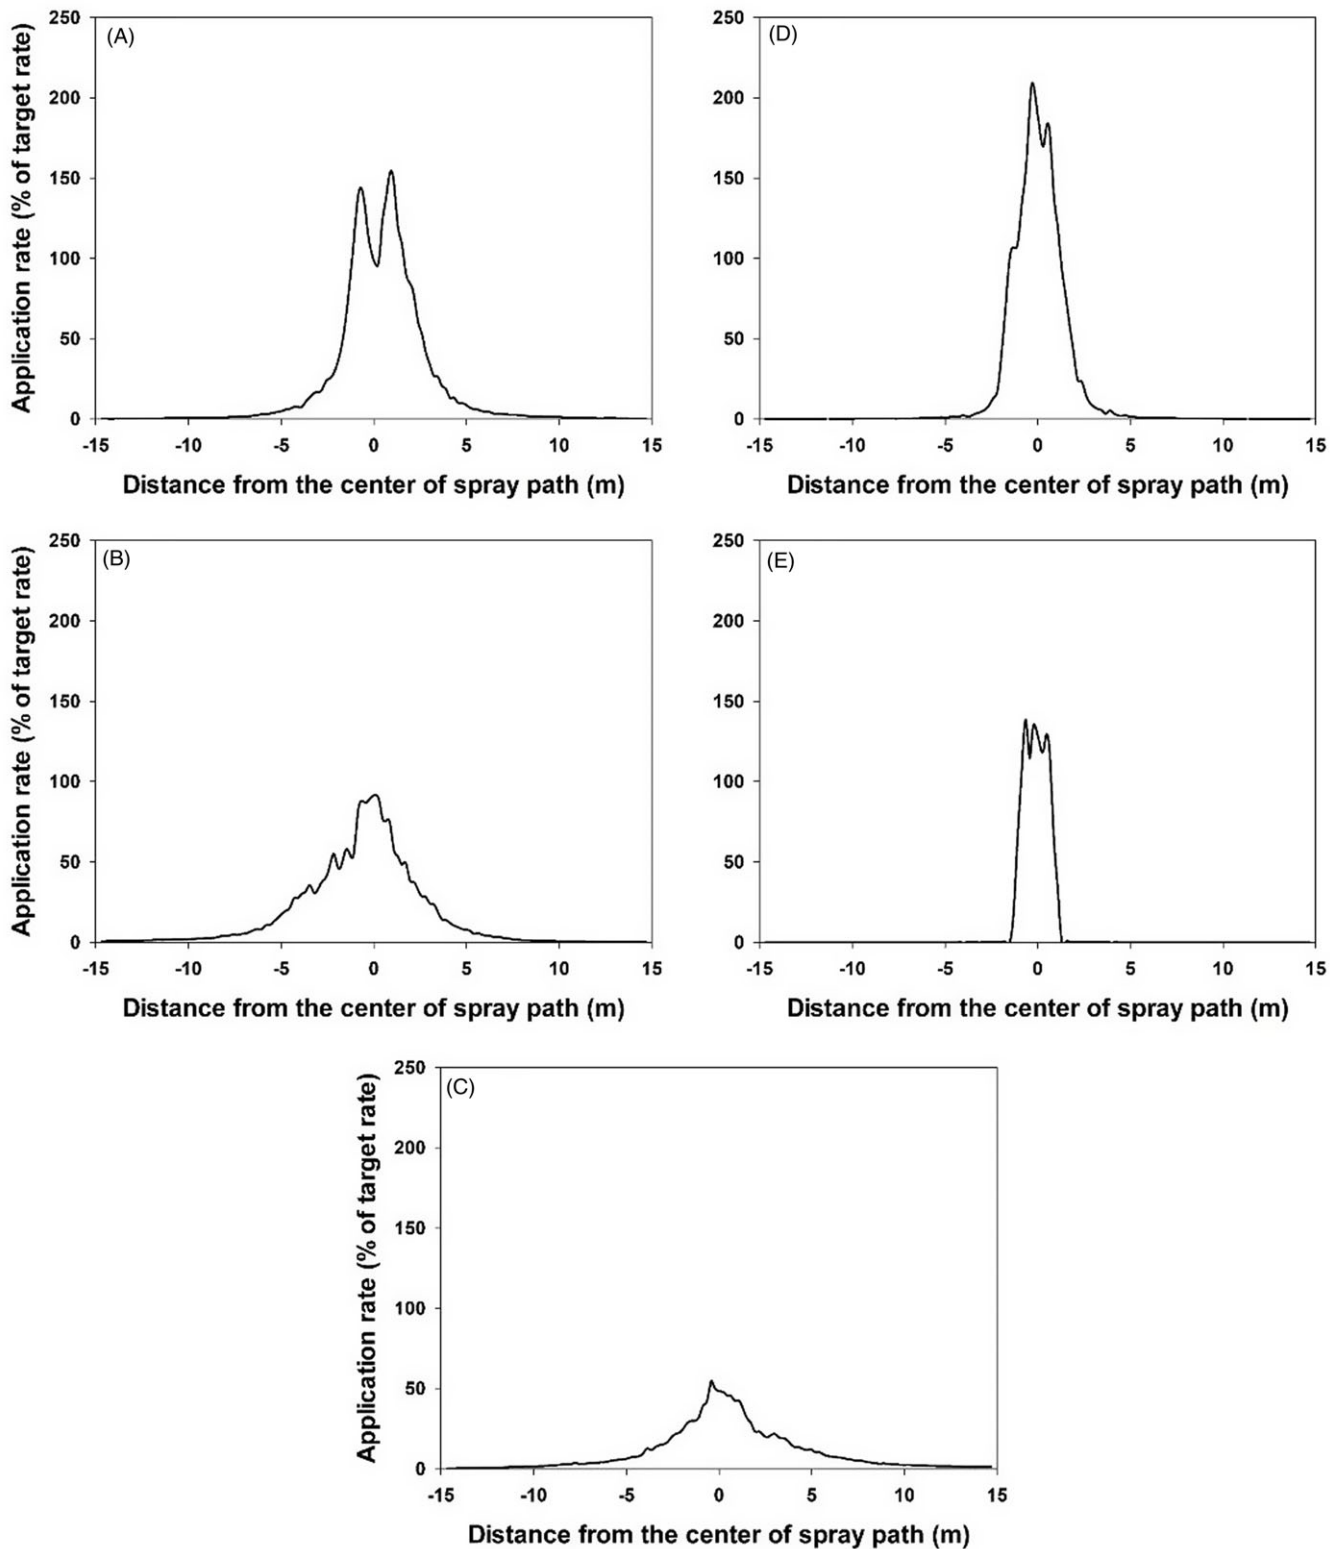 (A)
250
200
150
100
50
0
-15 -10 -5 0 5 10 15
Application rate (% of target rate)
Distance from the center of spray path (m)
(D)
250
200
150
100
50
0
-15 -10 -5 0 5 10 15
Distance from the center of spray path (m)
(B)
250
200
150
100
50
0
-15 -10 -5 0 5 10 15
Application rate (% of target rate)
Distance from the center of spray path (m)
(E)
250
200
150
100
50
0
-15 -10 -5 0 5 10 15
Distance from the center of spray path (m)
(C)
250
200
150
100
50
0
-15 -10 -5 0 5 10 15
Application rate (% of target rate)
Distance from the center of spray path (m)